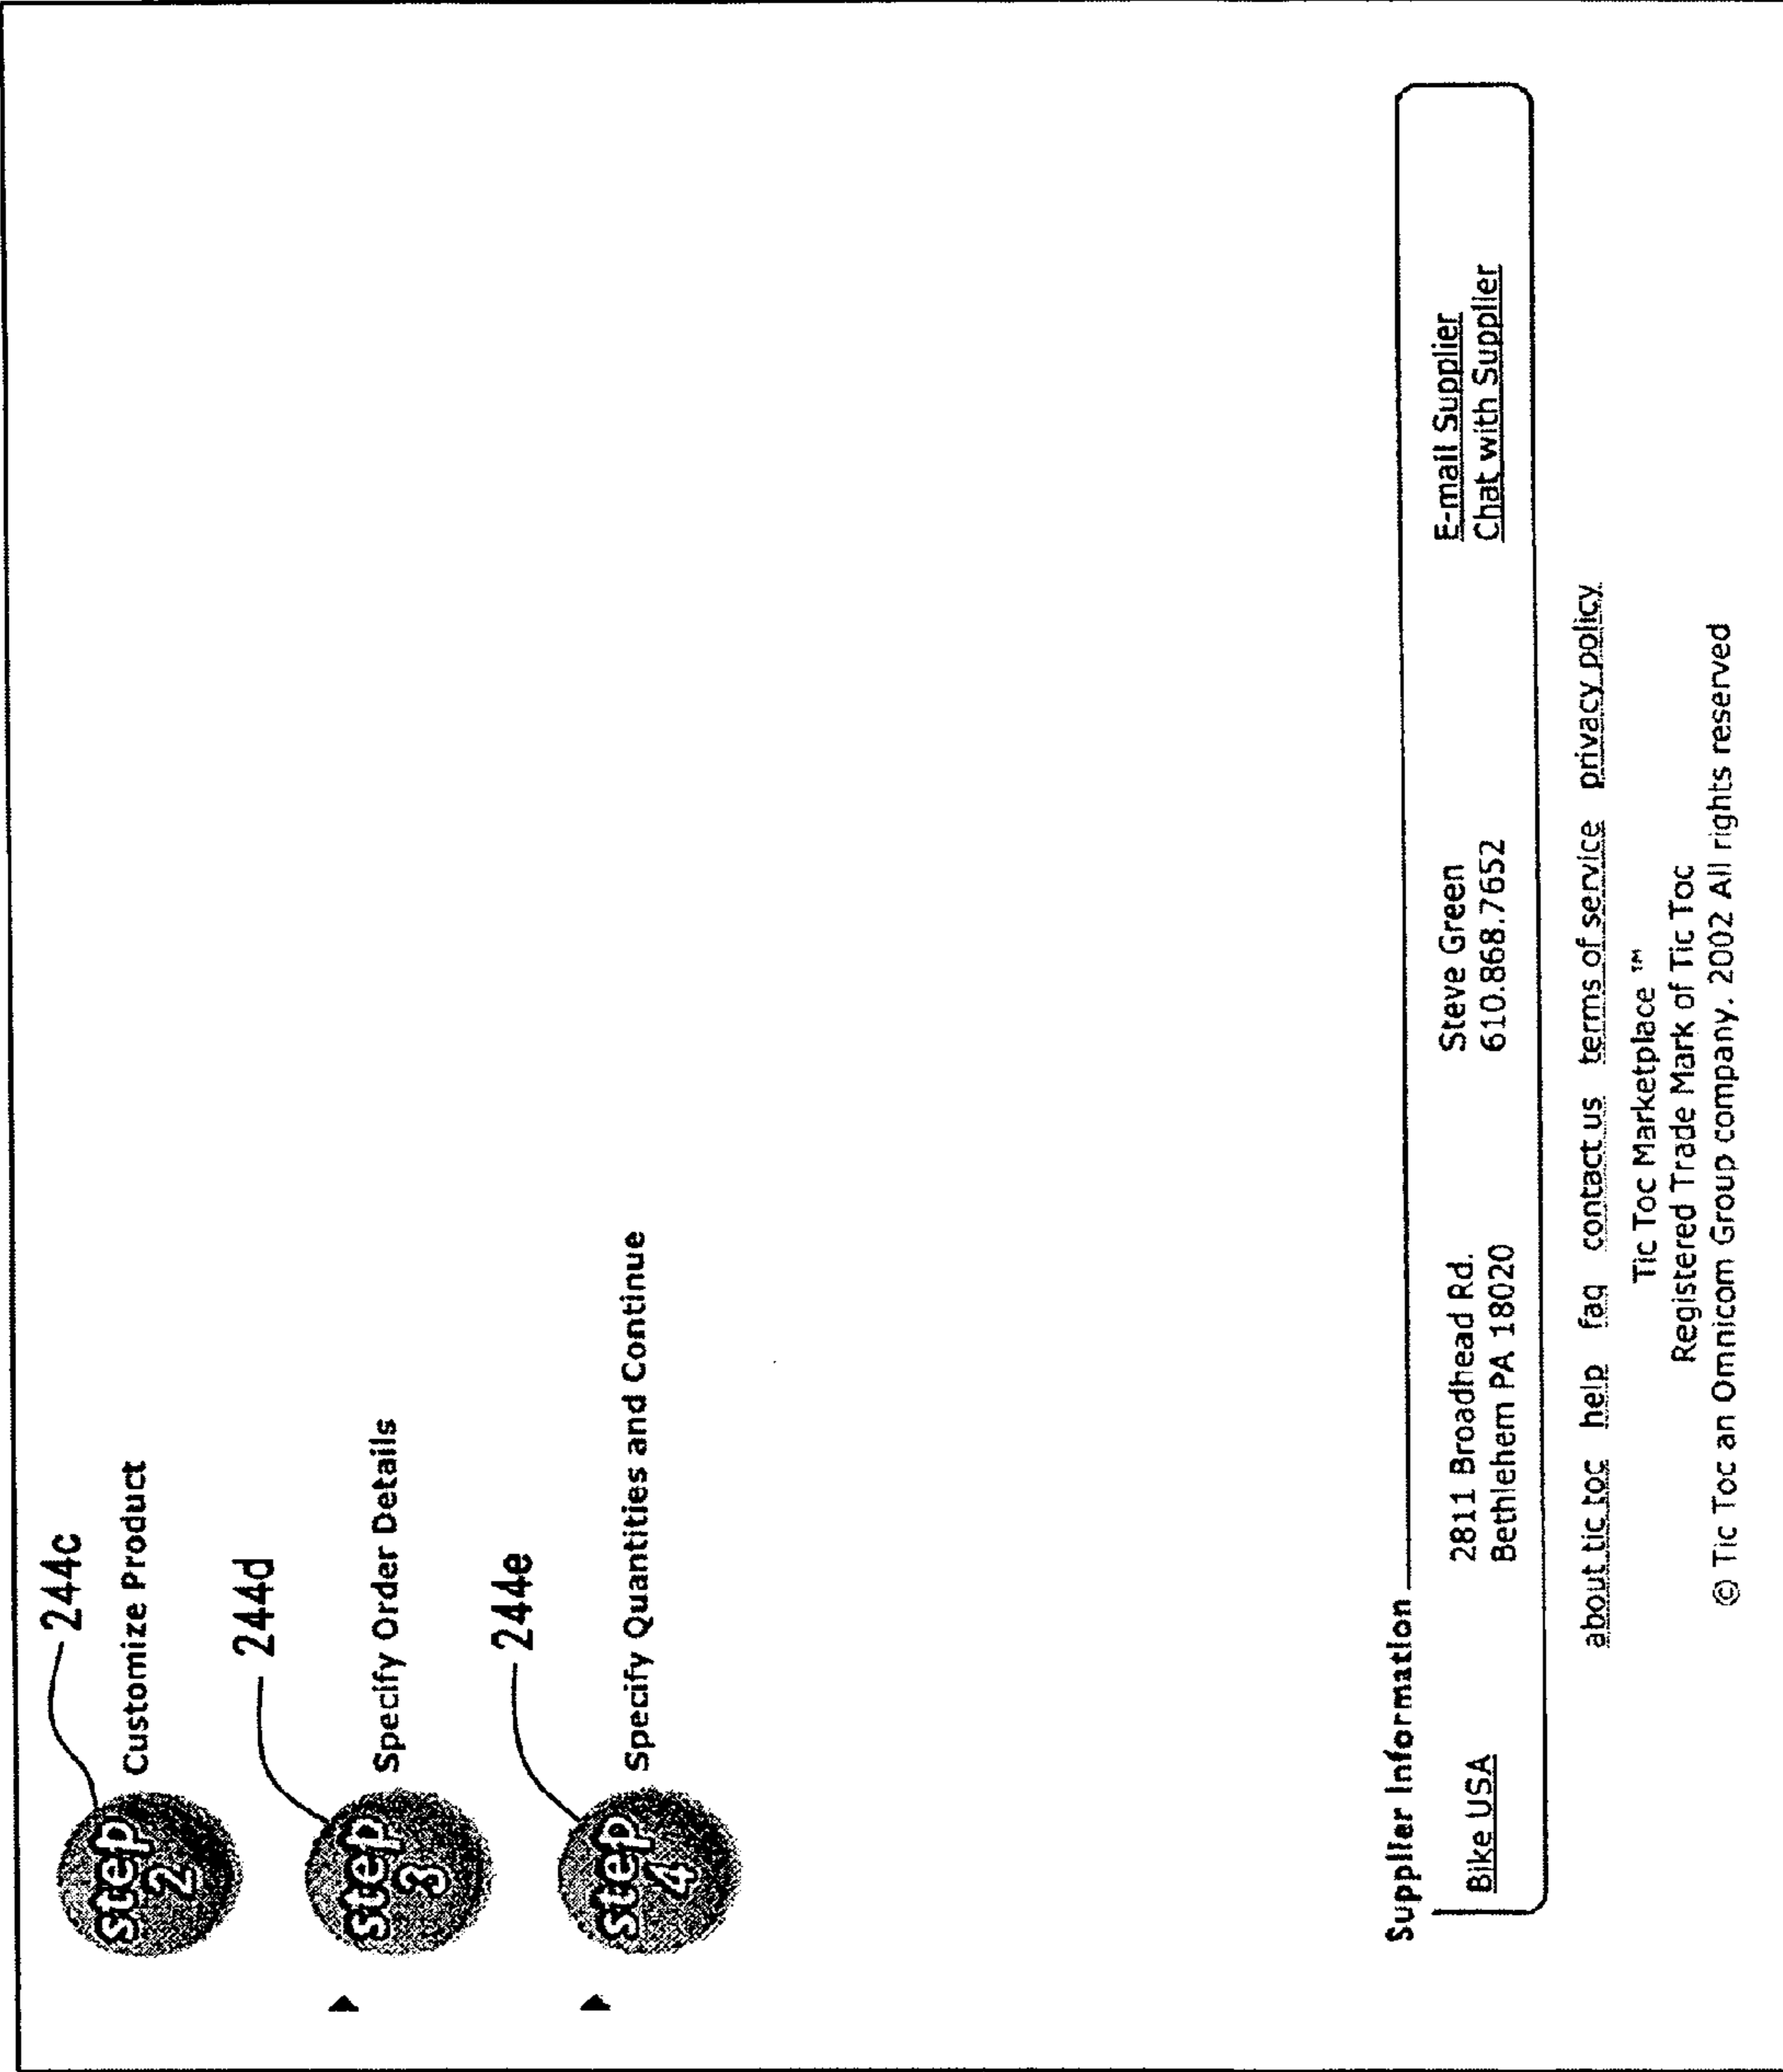 244c
step 2 Customize Product
244d
step 3 Specify Order Details
244e
step 4 Specify Quantities and Continue
Supplier Information
Bike USA 2811 Broadhead Rd. Steve Green E-mail Supplier
Bethlehem PA 18020 610.868.7652 Chat with Supplier
about tic toc help faq contact us terms of service privacy policy
Tic Toc Marketplace ™
Registered Trade Mark of Tic Toc
© Tic Toc an Omnicom Group company. 2002 All rights reserved